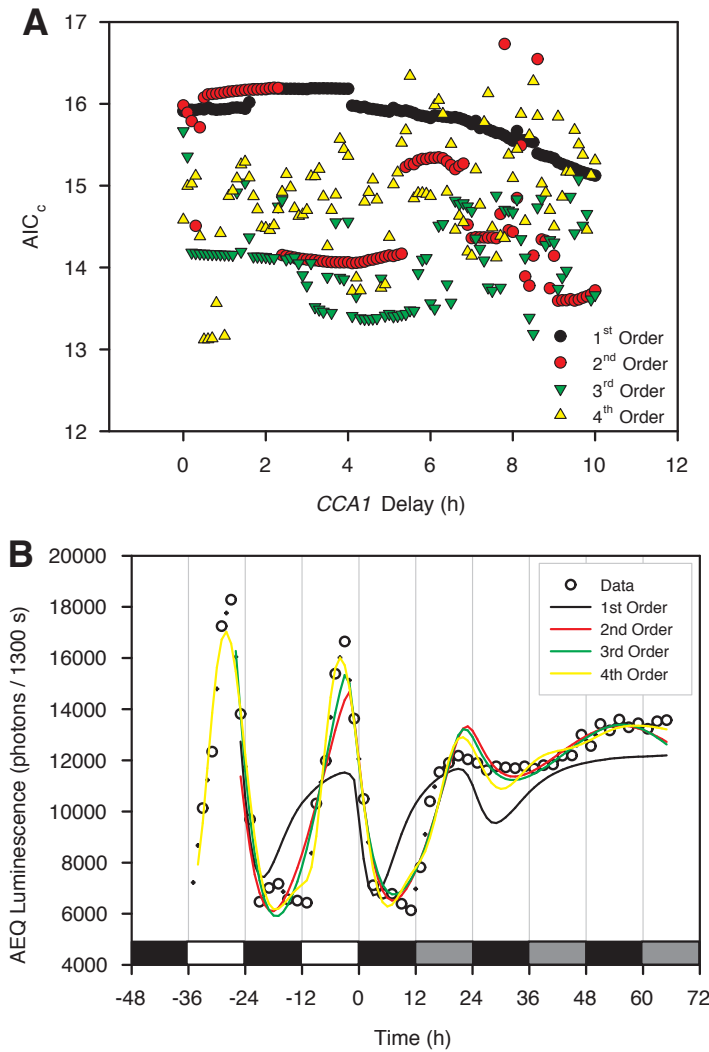 A
17
16
15
14
13
12
AICc
1st Order
2nd Order
3rd Order
4th Order
0 2 4 6 8 10 12
CCA1 Delay (h)
B
20000
18000
16000
14000
12000
10000
8000
6000
4000
AEQ Luminescence (photons / 1300 s)
Data
1st Order
2nd Order
3rd Order
4th Order
-48 -36 -24 -12 0 12 24 36 48 60 72
Time (h)